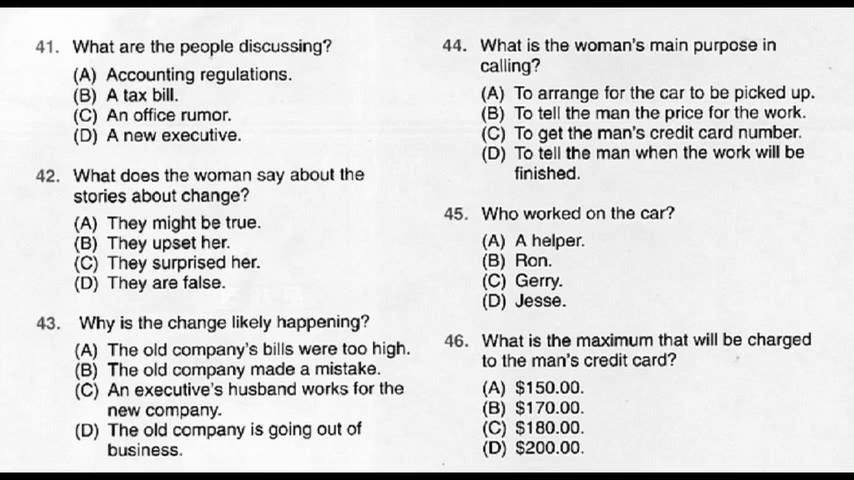 41. What are the people discussing?
(A) Accounting regulations.
(B) A tax bill.
(C) An office rumor.
(D) A new executive.
42. What does the woman say about the
stories about change?
(A) They might be true.
(B) They upset her.
(C) They surprised her.
(D) They are false.
43. Why is the change likely happening?
(A) The old company's bills were too high.
(B) The old company made a mistake.
(C) An executive's husband works for the
new company.
(D) The old company is going out of
business.
44. What is the woman's main purpose in
calling?
(A) To arrange for the car to be picked up.
(B) To tell the man the price for the work.
(C) To get the man's credit card number.
(D) To tell the man when the work will be
finished.
45. Who worked on the car?
(A) A helper.
(B) Ron.
(C) Gerry.
(D) Jesse.
46. What is the maximum that will be charged
to the man's credit card?
(A) $150.00.
(B) $170.00.
(C) $180.00.
(D) $200.00.